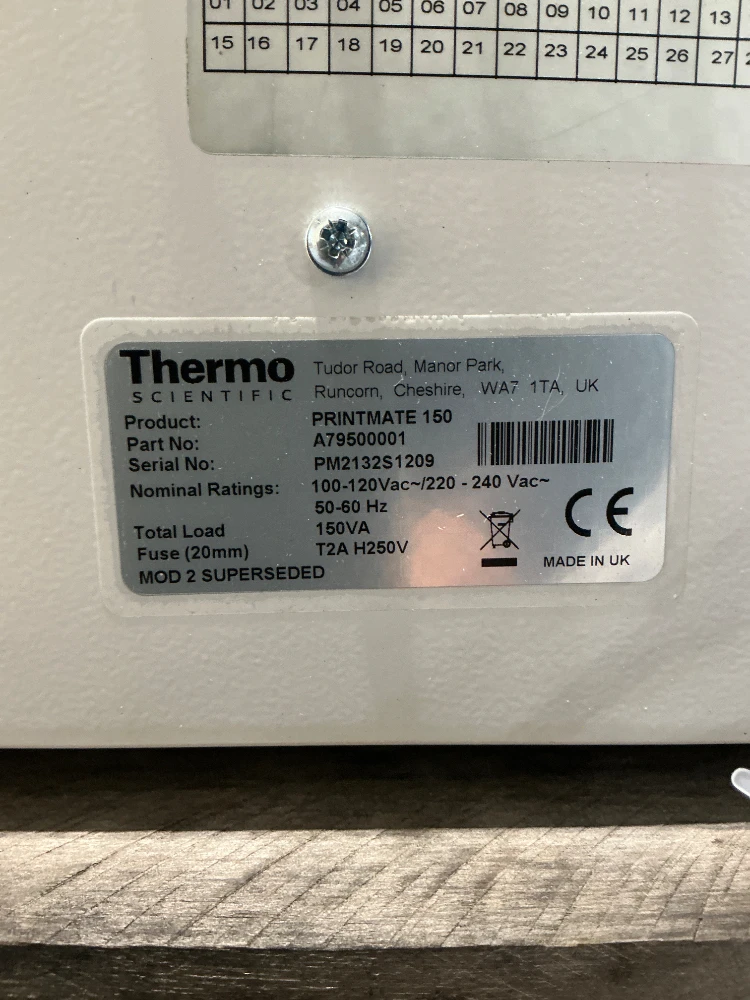 01 02 03 04 05 06 07 08 09 10 11 12 13
15 16 17 18 19 20 21 22 23 24 25 26 27
Thermo
SCIENTIFIC
Tudor Road, Manor Park,
Runcorn, Cheshire, WA7 1TA, UK
Product: PRINTMATE 150
Part No: A79500001
Serial No: PM2132S1209
Nominal Ratings: 100-120Vac~/220 - 240 Vac~
50-60 Hz
Total Load 150VA
Fuse (20mm) T2A H250V
MOD 2 SUPERSEDED
CE
MADE IN UK